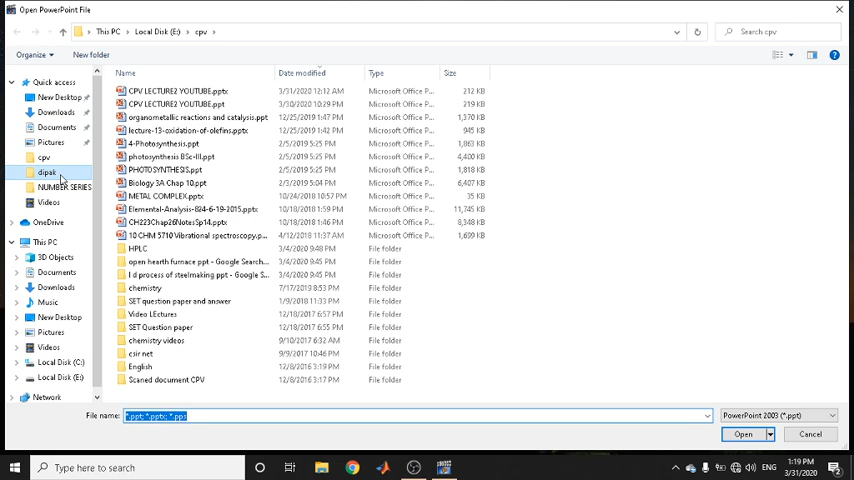 Open PowerPoint File
This PC > Local Disk (E:) > cpv >
Search cpv
Organize
New folder
Name Date modified Type Size
Quick access
New Desktop
Downloads
Documents
Pictures
cpv
dipak
NUMBER SERIES
Videos
OneDrive
This PC
3D Objects
Documents
Downloads
Music
New Desktop
Pictures
Videos
Local Disk (C:)
Local Disk (E:)
Network
CPV LECTURE2 YOUTUBE.pptx 3/31/2020 12:12 AM Microsoft Office P... 212 KB
CPV LECTURE2 YOUTUBE.ppt 3/30/2020 10:29 PM Microsoft Office P... 219 KB
organometallic reactions and catalysis.ppt 12/25/2019 1:47 PM Microsoft Office P... 1,370 KB
lecture-13-oxidation-of-olefins.ppt 12/25/2019 1:42 PM Microsoft Office P... 945 KB
4-Photosynthesis.ppt 2/5/2019 5:25 PM Microsoft Office P... 1,863 KB
photosynthesis BSc-III.ppt 2/5/2019 5:25 PM Microsoft Office P... 4,400 KB
PHOTOSYNTHESIS.ppt 2/5/2019 5:25 PM Microsoft Office P...
Biology 3A Chap 10.ppt 2/3/2019 5:04 PM Microsoft Office P... 6,407 KB
METAL COMPLEX.pptx 10/24/2018 10:57 PM Microsoft Office P... 35 KB
Elemental-Analysis-824-6-19-2015.pptx 10/18/2018 1:59 PM Microsoft Office P... 11,745 KB
CH223Chap26NotesSp14.pptx 10/18/2018 1:46 PM Microsoft Office P... 8,348 KB
10 CHM 5710 Vibrational spectroscopy.p... 4/12/2018 11:37 AM Microsoft Office P... 1,699 KB
HPLC 3/4/2020 9:48 PM File folder
open hearth furnace ppt - Google Search... 3/4/2020 9:45 PM File folder
l d process of steelmaking ppt - Google S... 3/4/2020 9:45 PM File folder
chemistry 7/17/2019 8:53 PM File folder
SET question paper and answer 1/9/2018 11:33 PM File folder
Video LEctures 12/18/2017 6:57 PM File folder
SET Question paper 12/18/2017 6:55 PM File folder
chemistry videos 9/10/2017 6:32 AM File folder
csir net 9/9/2017 10:46 PM File folder
English 12/8/2016 3:19 PM File folder
Scaned document CPV 12/8/2016 3:17 PM File folder
File name: *.ppt; *.pptx; *.pps
PowerPoint 2003 (*.ppt)
Open
Cancel
Type here to search
ENG
1:19 PM
3/31/2020
2